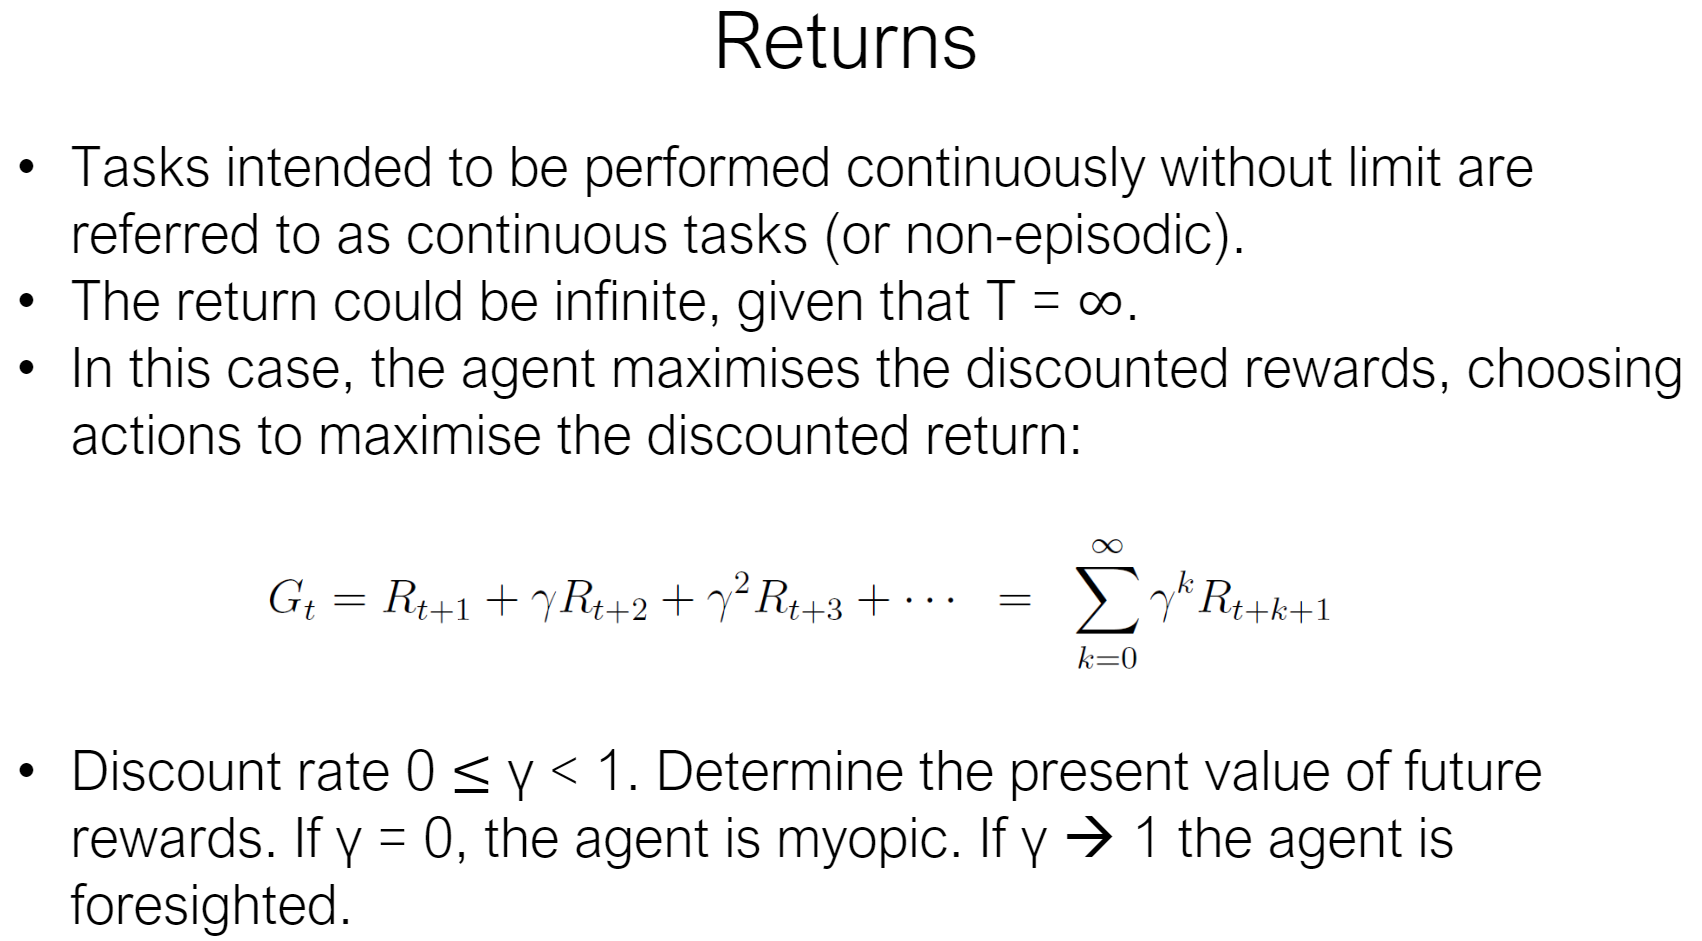 Returns
• Tasks intended to be performed continuously without limit are
referred to as continuous tasks (or non-episodic).
• The return could be infinite, given that T = ∞.
• In this case, the agent maximises the discounted rewards, choosing
actions to maximise the discounted return:
$G_t = R_{t+1} + \gamma R_{t+2} + \gamma^2 R_{t+3} + \cdots = \sum_{k=0}^{\infty} \gamma^k R_{t+k+1}$
• Discount rate 0 ≤ γ < 1. Determine the present value of future
rewards. If γ = 0, the agent is myopic. If γ → 1 the agent is
foresighted.